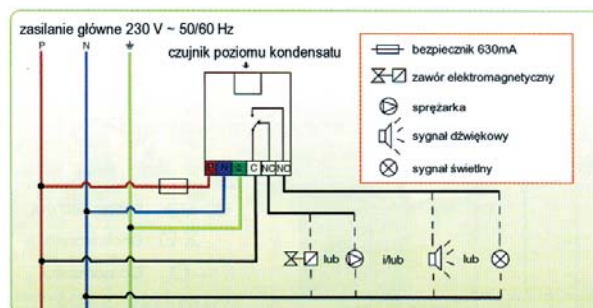 zasilanie główne 230 V ~ 50/60 Hz
P N
czujnik poziomu kondensatu
bezpiecznik 630mA
zawór elektromagnetyczny
sprężarka
sygnał dźwiękowy
sygnał świetlny
P N C NC NO
lub i/lub lub